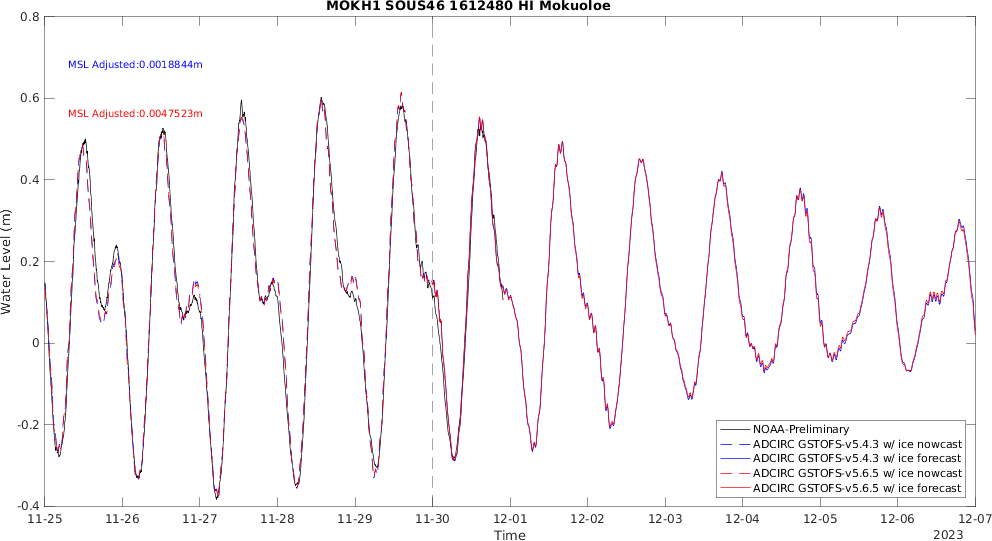 MOKH1 SOUS46 1612480 HI Mokuoloe
MSL Adjusted:0.0018844m
MSL Adjusted:0.0047523m
Water Level (m)
0.8
0.6
0.4
0.2
0
-0.2
-0.4
NOAA-Preliminary
ADCIRC GSTOFS-v5.4.3 w/ ice nowcast
ADCIRC GSTOFS-v5.4.3 w/ ice forecast
ADCIRC GSTOFS-v5.6.5 w/ ice nowcast
ADCIRC GSTOFS-v5.6.5 w/ ice forecast
11-25 11-26 11-27 11-28 11-29 11-30 12-01 12-02 12-03 12-04 12-05 12-06 12-07
Time
2023